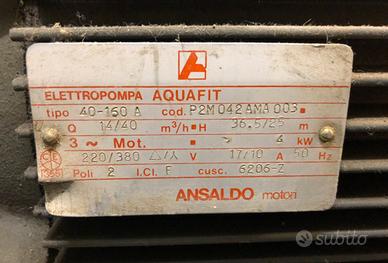 ELETTROPOMPA AQUAFIT
tipo 40-160 A cod. P2M042AMA003
Q 14/40 m³/h H 36.5/25 m
3 ~ Mot. 4 kW
220/380 △/⅄ V 17/10 A 50 Hz
Poli 2 I.Cl. F cusc. 6206-Z
ANSALDO motori
subito